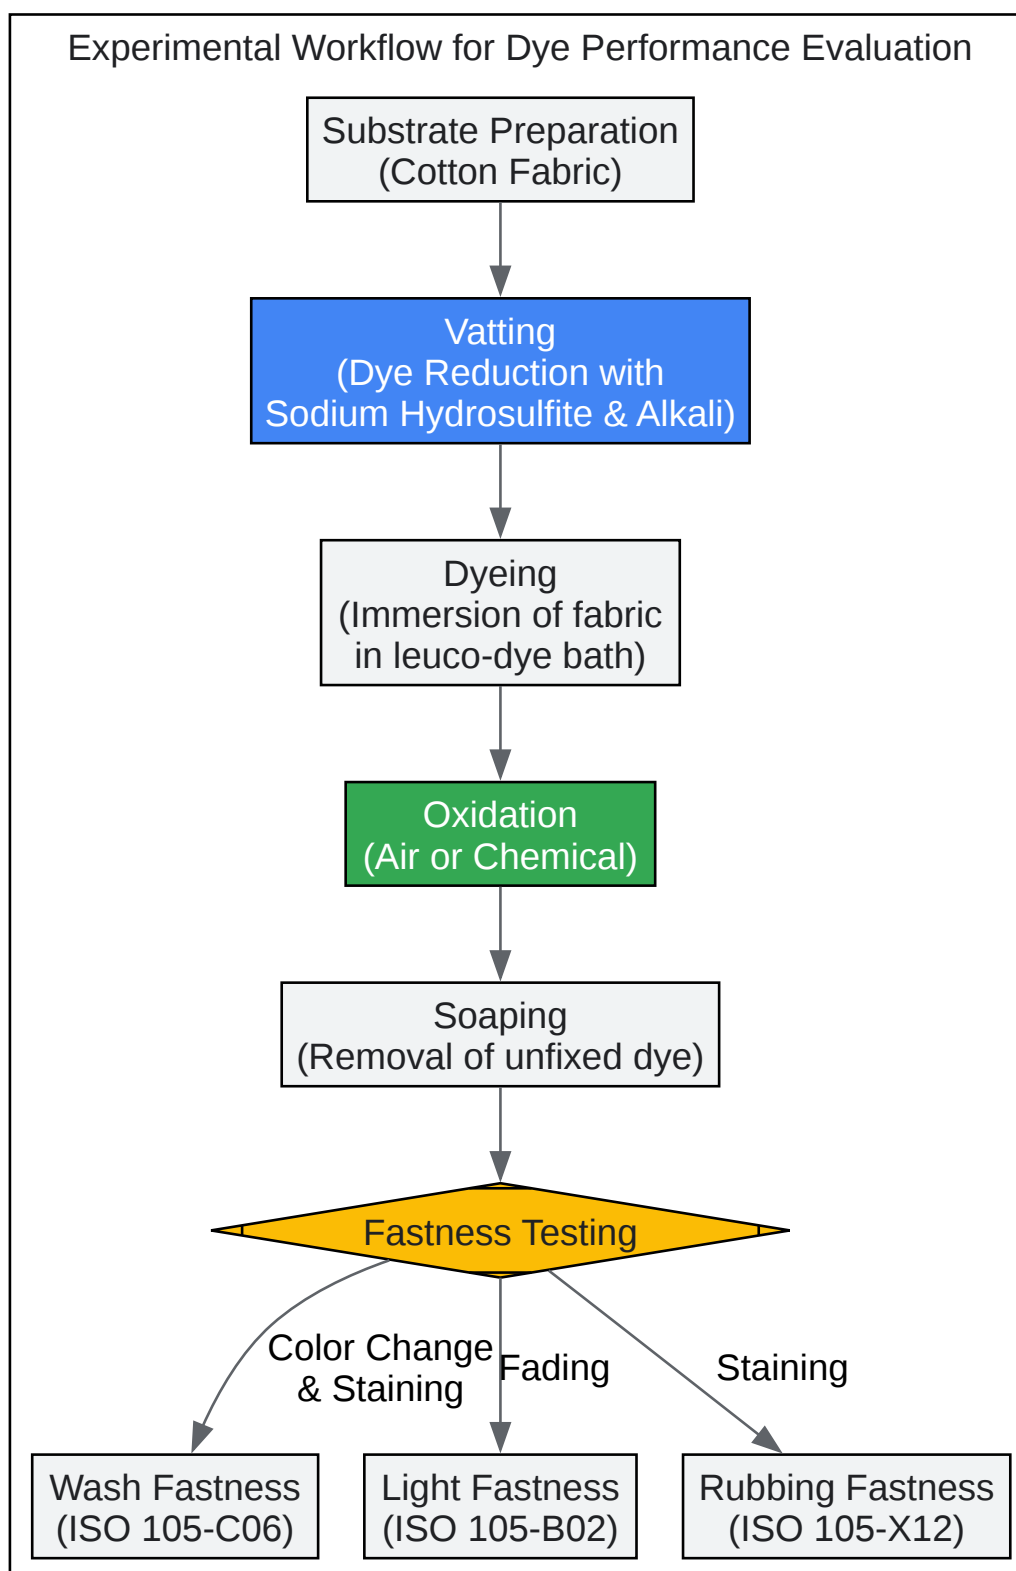 Experimental Workflow for Dye Performance Evaluation
Substrate Preparation
(Cotton Fabric)
Vatting
(Dye Reduction with
Sodium Hydrosulfite & Alkali)
Dyeing
(Immersion of fabric
in leuco-dye bath)
Oxidation
(Air or Chemical)
Soaping
(Removal of unfixed dye)
Fastness Testing
Color Change
& Staining
Fading
Staining
Wash Fastness
(ISO 105-C06)
Light Fastness
(ISO 105-B02)
Rubbing Fastness
(ISO 105-X12)